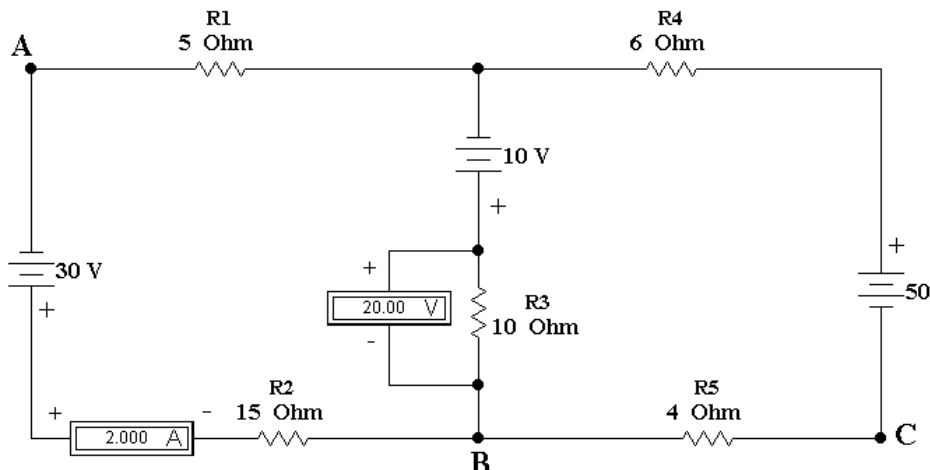 R1
5 Ohm
A
R4
6 Ohm
10 V
+
30 V
+
+
20.00 V
-
R3
10 Ohm
+
50
+
2.000 A
-
R2
15 Ohm
R5
4 Ohm
B
C